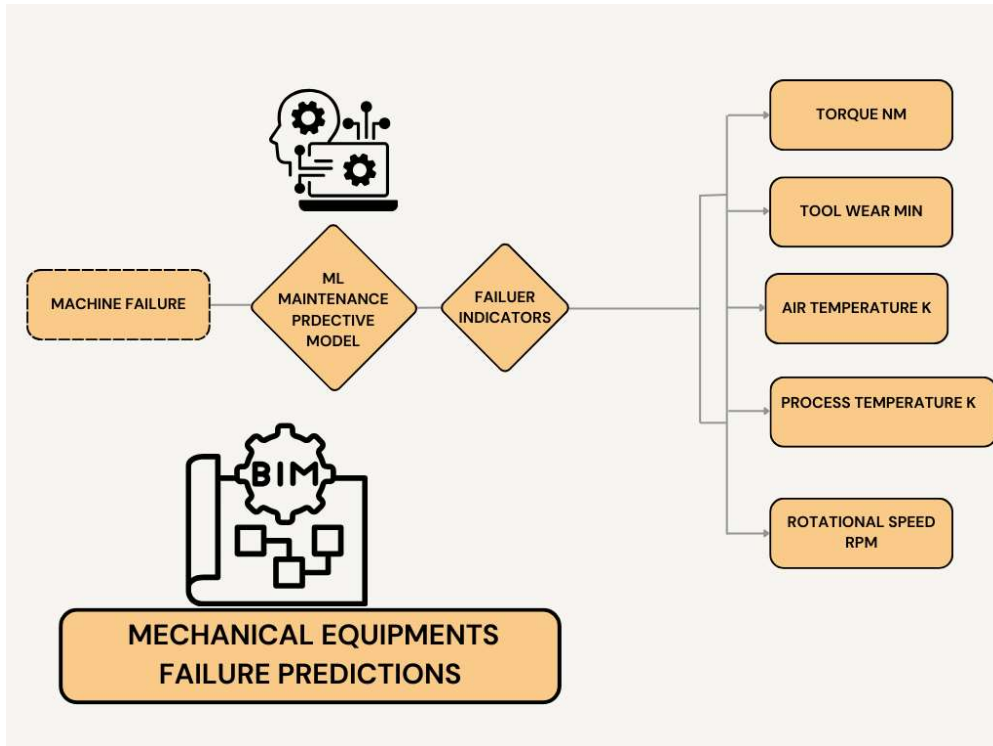 TORQUE NM
TOOL WEAR MIN
MACHINE FAILURE
ML
MAINTENANCE
PRDECTIVE
MODEL
FAILUER
INDICATORS
AIR TEMPERATURE K
PROCESS TEMPERATURE K
ROTATIONAL SPEED
RPM
BIM
MECHANICAL EQUIPMENTS
FAILURE PREDICTIONS